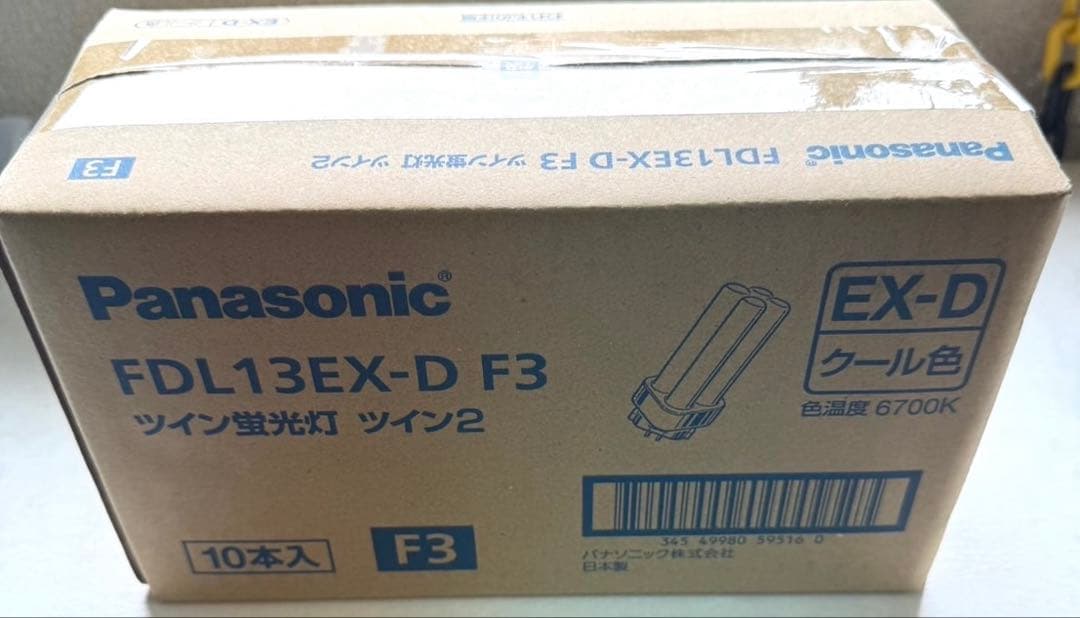 Panasonic® FDL13EX-D F3 ツイン蛍光灯 ツイン2
F3
Panasonic®
FDL13EX-D F3
ツイン蛍光灯 ツイン2
EX-D
クール色
色温度 6700K
10本入
F3
345 49980 59516 0
パナソニック株式会社
日本製